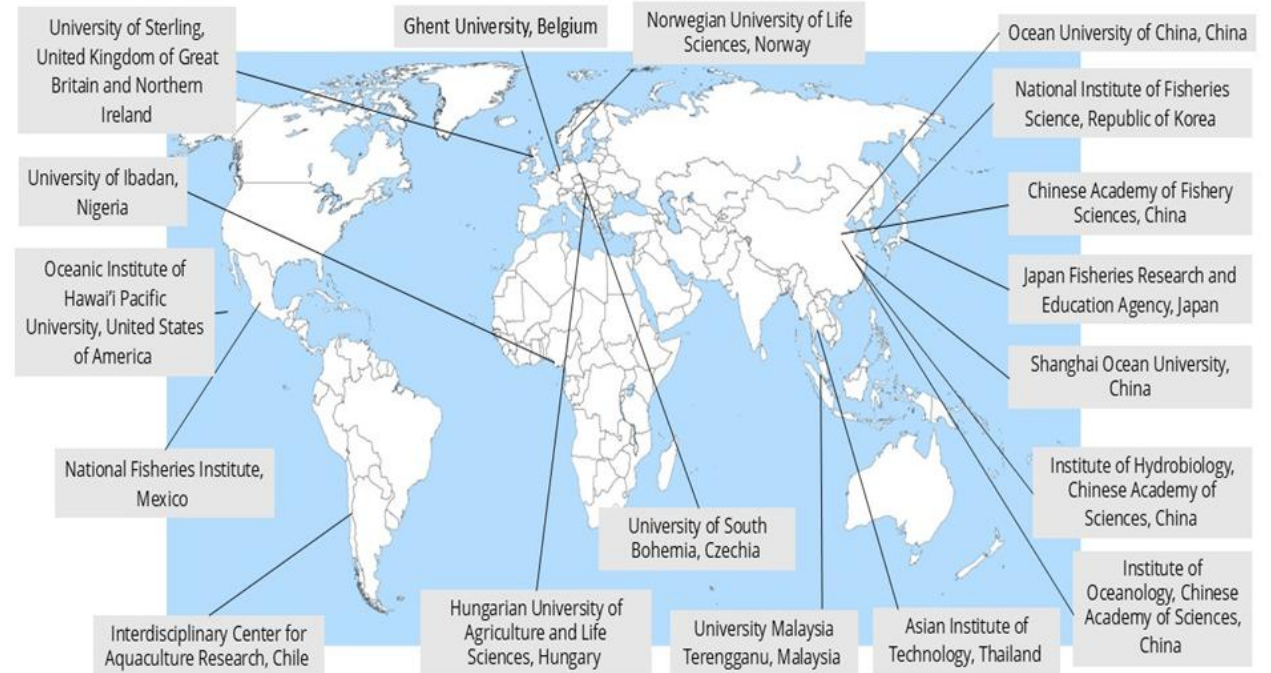 University of Sterling,
United Kingdom of Great
Britain and Northern
Ireland
Ghent University, Belgium
Norwegian University of Life
Sciences, Norway
Ocean University of China, China
National Institute of Fisheries
Science, Republic of Korea
University of Ibadan,
Nigeria
Chinese Academy of Fishery
Sciences, China
Oceanic Institute of
Hawai’i Pacific
University, United States
of America
Japan Fisheries Research and
Education Agency, Japan
Shanghai Ocean University,
China
National Fisheries Institute,
Mexico
Institute of Hydrobiology,
Chinese Academy of
Sciences, China
University of South
Bohemia, Czechia
Institute of
Oceanology, Chinese
Academy of Sciences,
China
Interdisciplinary Center for
Aquaculture Research, Chile
Hungarian University of
Agriculture and Life
Sciences, Hungary
University Malaysia
Terengganu, Malaysia
Asian Institute of
Technology, Thailand